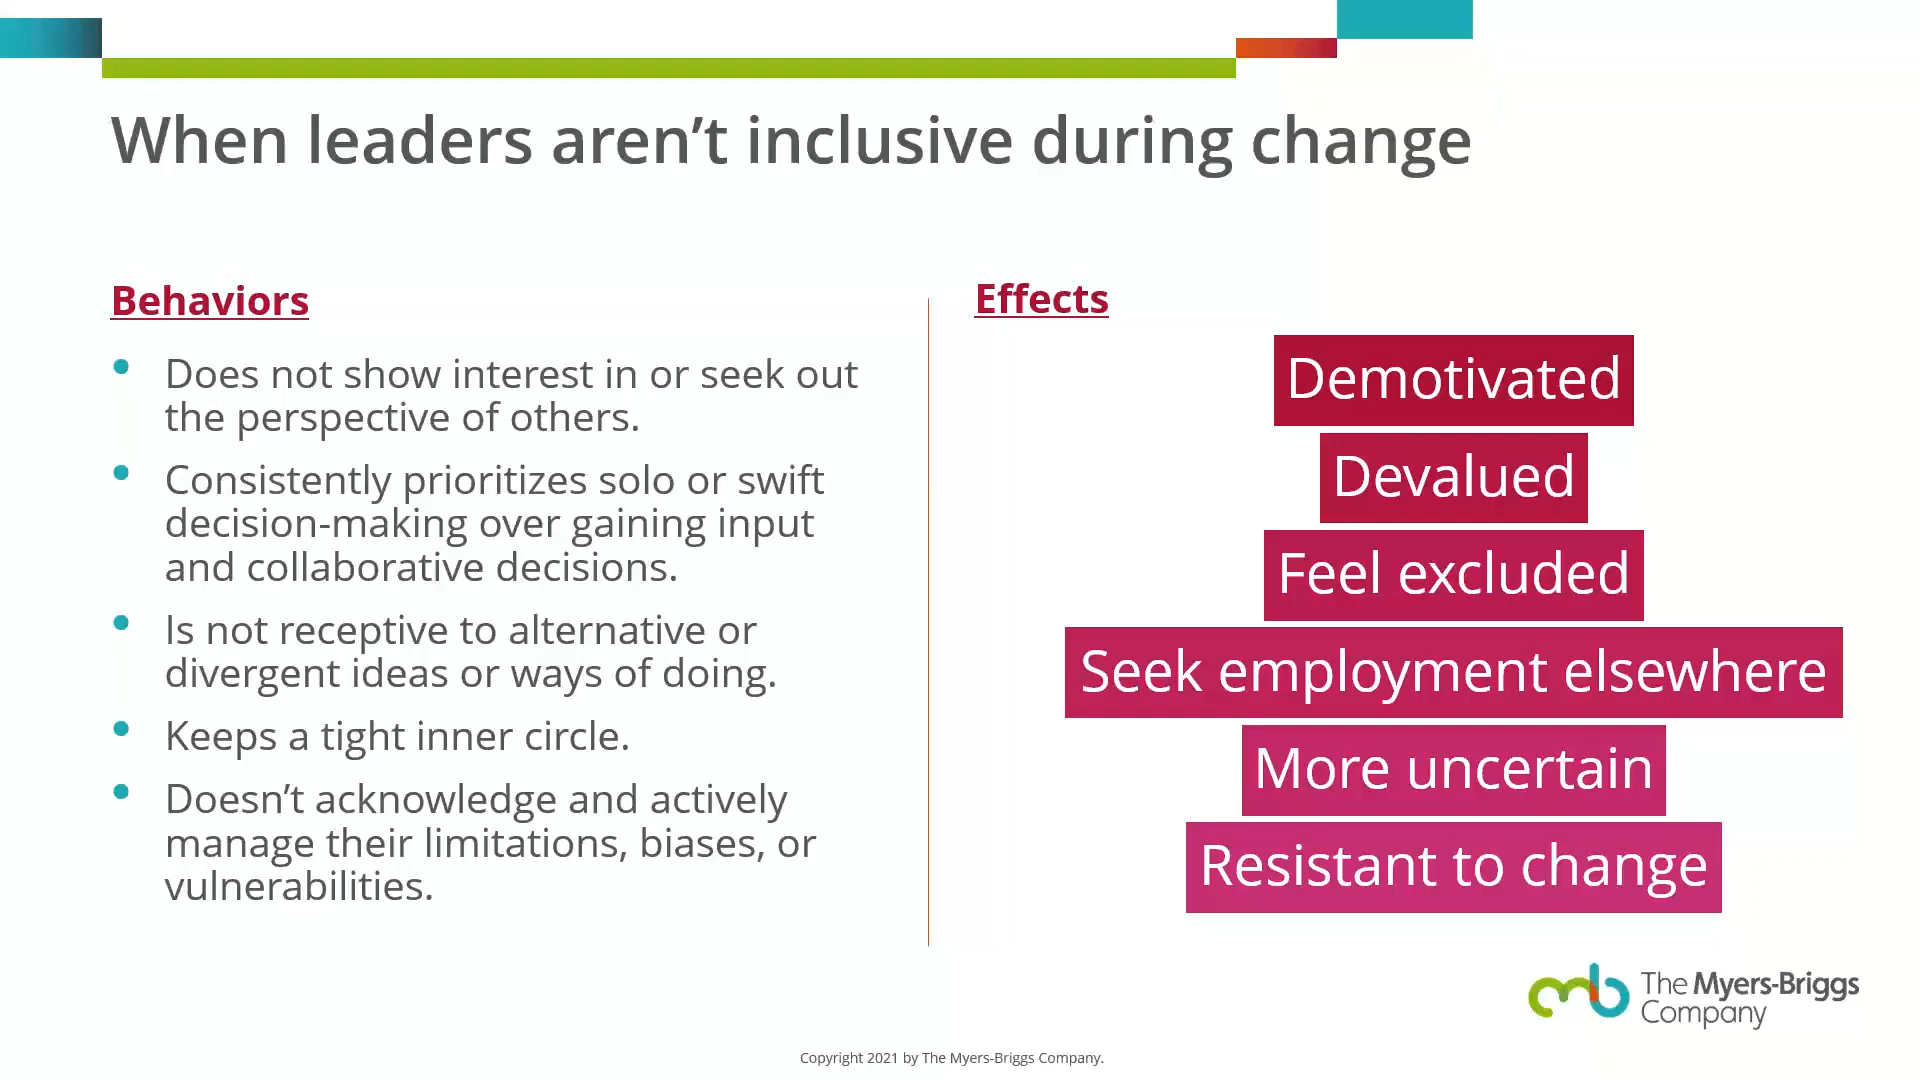 When leaders aren’t inclusive during change
Behaviors
Does not show interest in or seek out
the perspective of others.
Consistently prioritizes solo or swift
decision-making over gaining input
and collaborative decisions.
Is not receptive to alternative or
divergent ideas or ways of doing.
Keeps a tight inner circle.
Doesn’t acknowledge and actively
manage their limitations, biases, or
vulnerabilities.
Effects
Demotivated
Devalued
Feel excluded
Seek employment elsewhere
More uncertain
Resistant to change
mb
The Myers-Briggs
Company
Copyright 2021 by The Myers-Briggs Company.